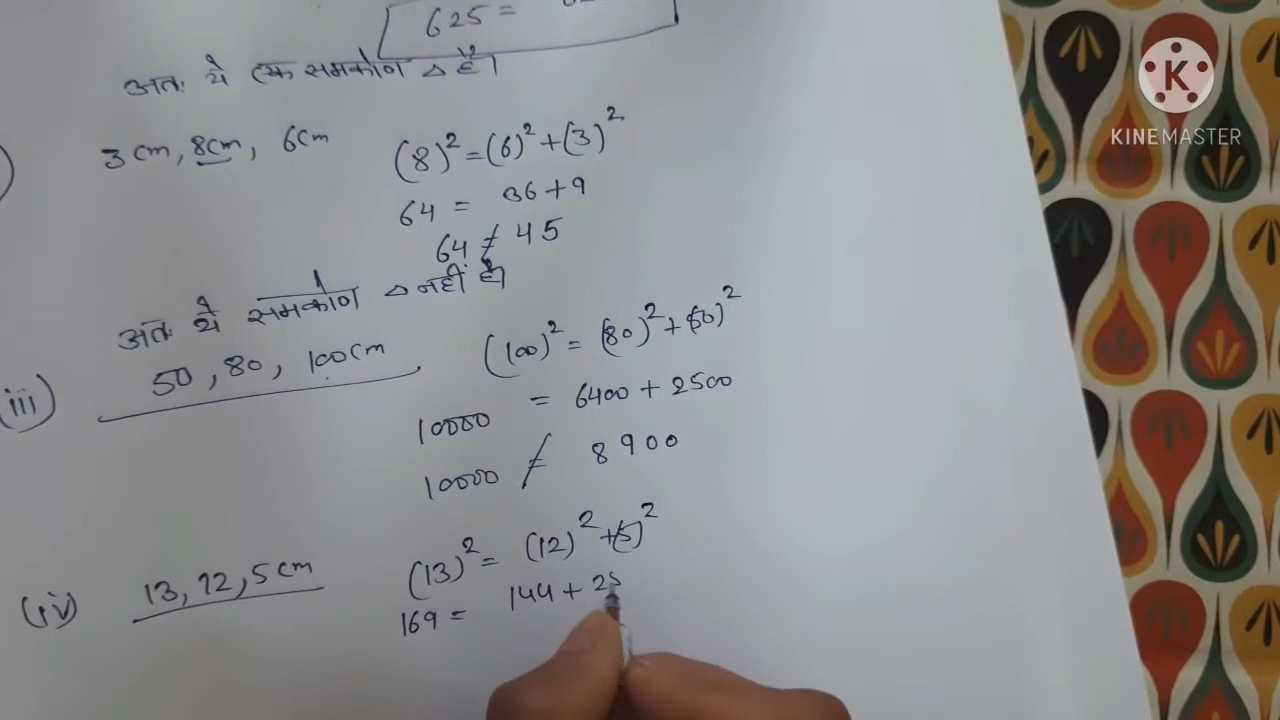 625 =
अतः ये एक समकोण △ है।
)
3 cm, 8cm, 6cm
(8)² = (6)² + (3)²
64 = 36 + 9
64 ≠ 45
अतः ये समकोण △ नहीं है।
(iii) 50, 80, 100cm
(100)² = (80)² + (50)²
10000 = 6400 + 2500
10000 ≠ 8900
(iv) 13, 12, 5cm
(13)² = (12)² + (5)²
169 = 144 + 25
KINEMASTER